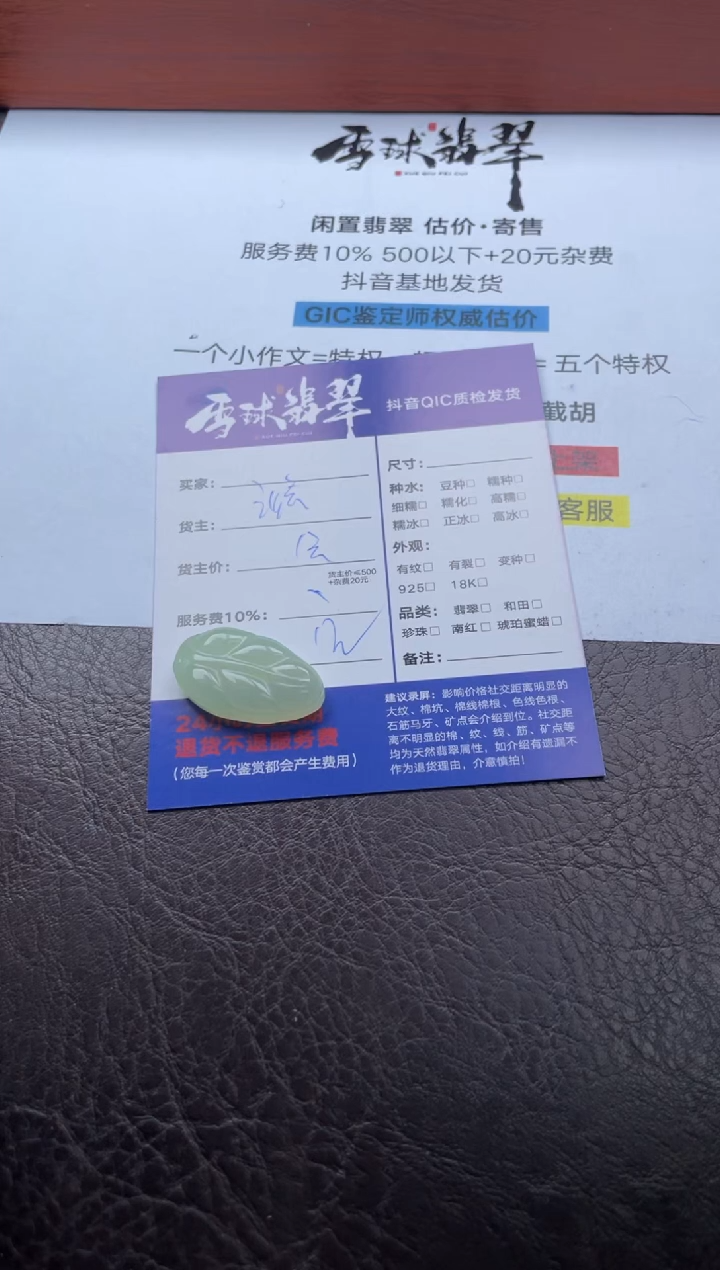 雪球翡翠
XUE QIU FEI CUI
闲置翡翠 估价·寄售
服务费10% 500以下+20元杂费
抖音基地发货
GIC鉴定师权威估价
一个小作文=特权
= 五个特权
截胡
客服
雪球翡翠
抖音QIC质检发货
买家：
货主：
货主价：
货主价≤500
+杂费20元
服务费10%：
退货不退服务费
（您每一次鉴赏都会产生费用）
尺寸：
种水： 豆种□ 糯种□
细糯□ 糯化□ 高糯□
糯冰□ 正冰□ 高冰□
外观：
有纹□ 有裂□ 变种□
925□ 18K□
品类： 翡翠□ 和田□
珍珠□ 南红□ 琥珀蜜蜡□
备注：
建议录屏：影响价格社交距离明显的
大纹、棉坑、棉线棉根、色线色根、
石筋马牙、矿点会介绍到位。社交距
离不明显的棉、纹、线、筋、矿点等
均为天然翡翠属性，如介绍有遗漏不
作为退货理由，介意慎拍！